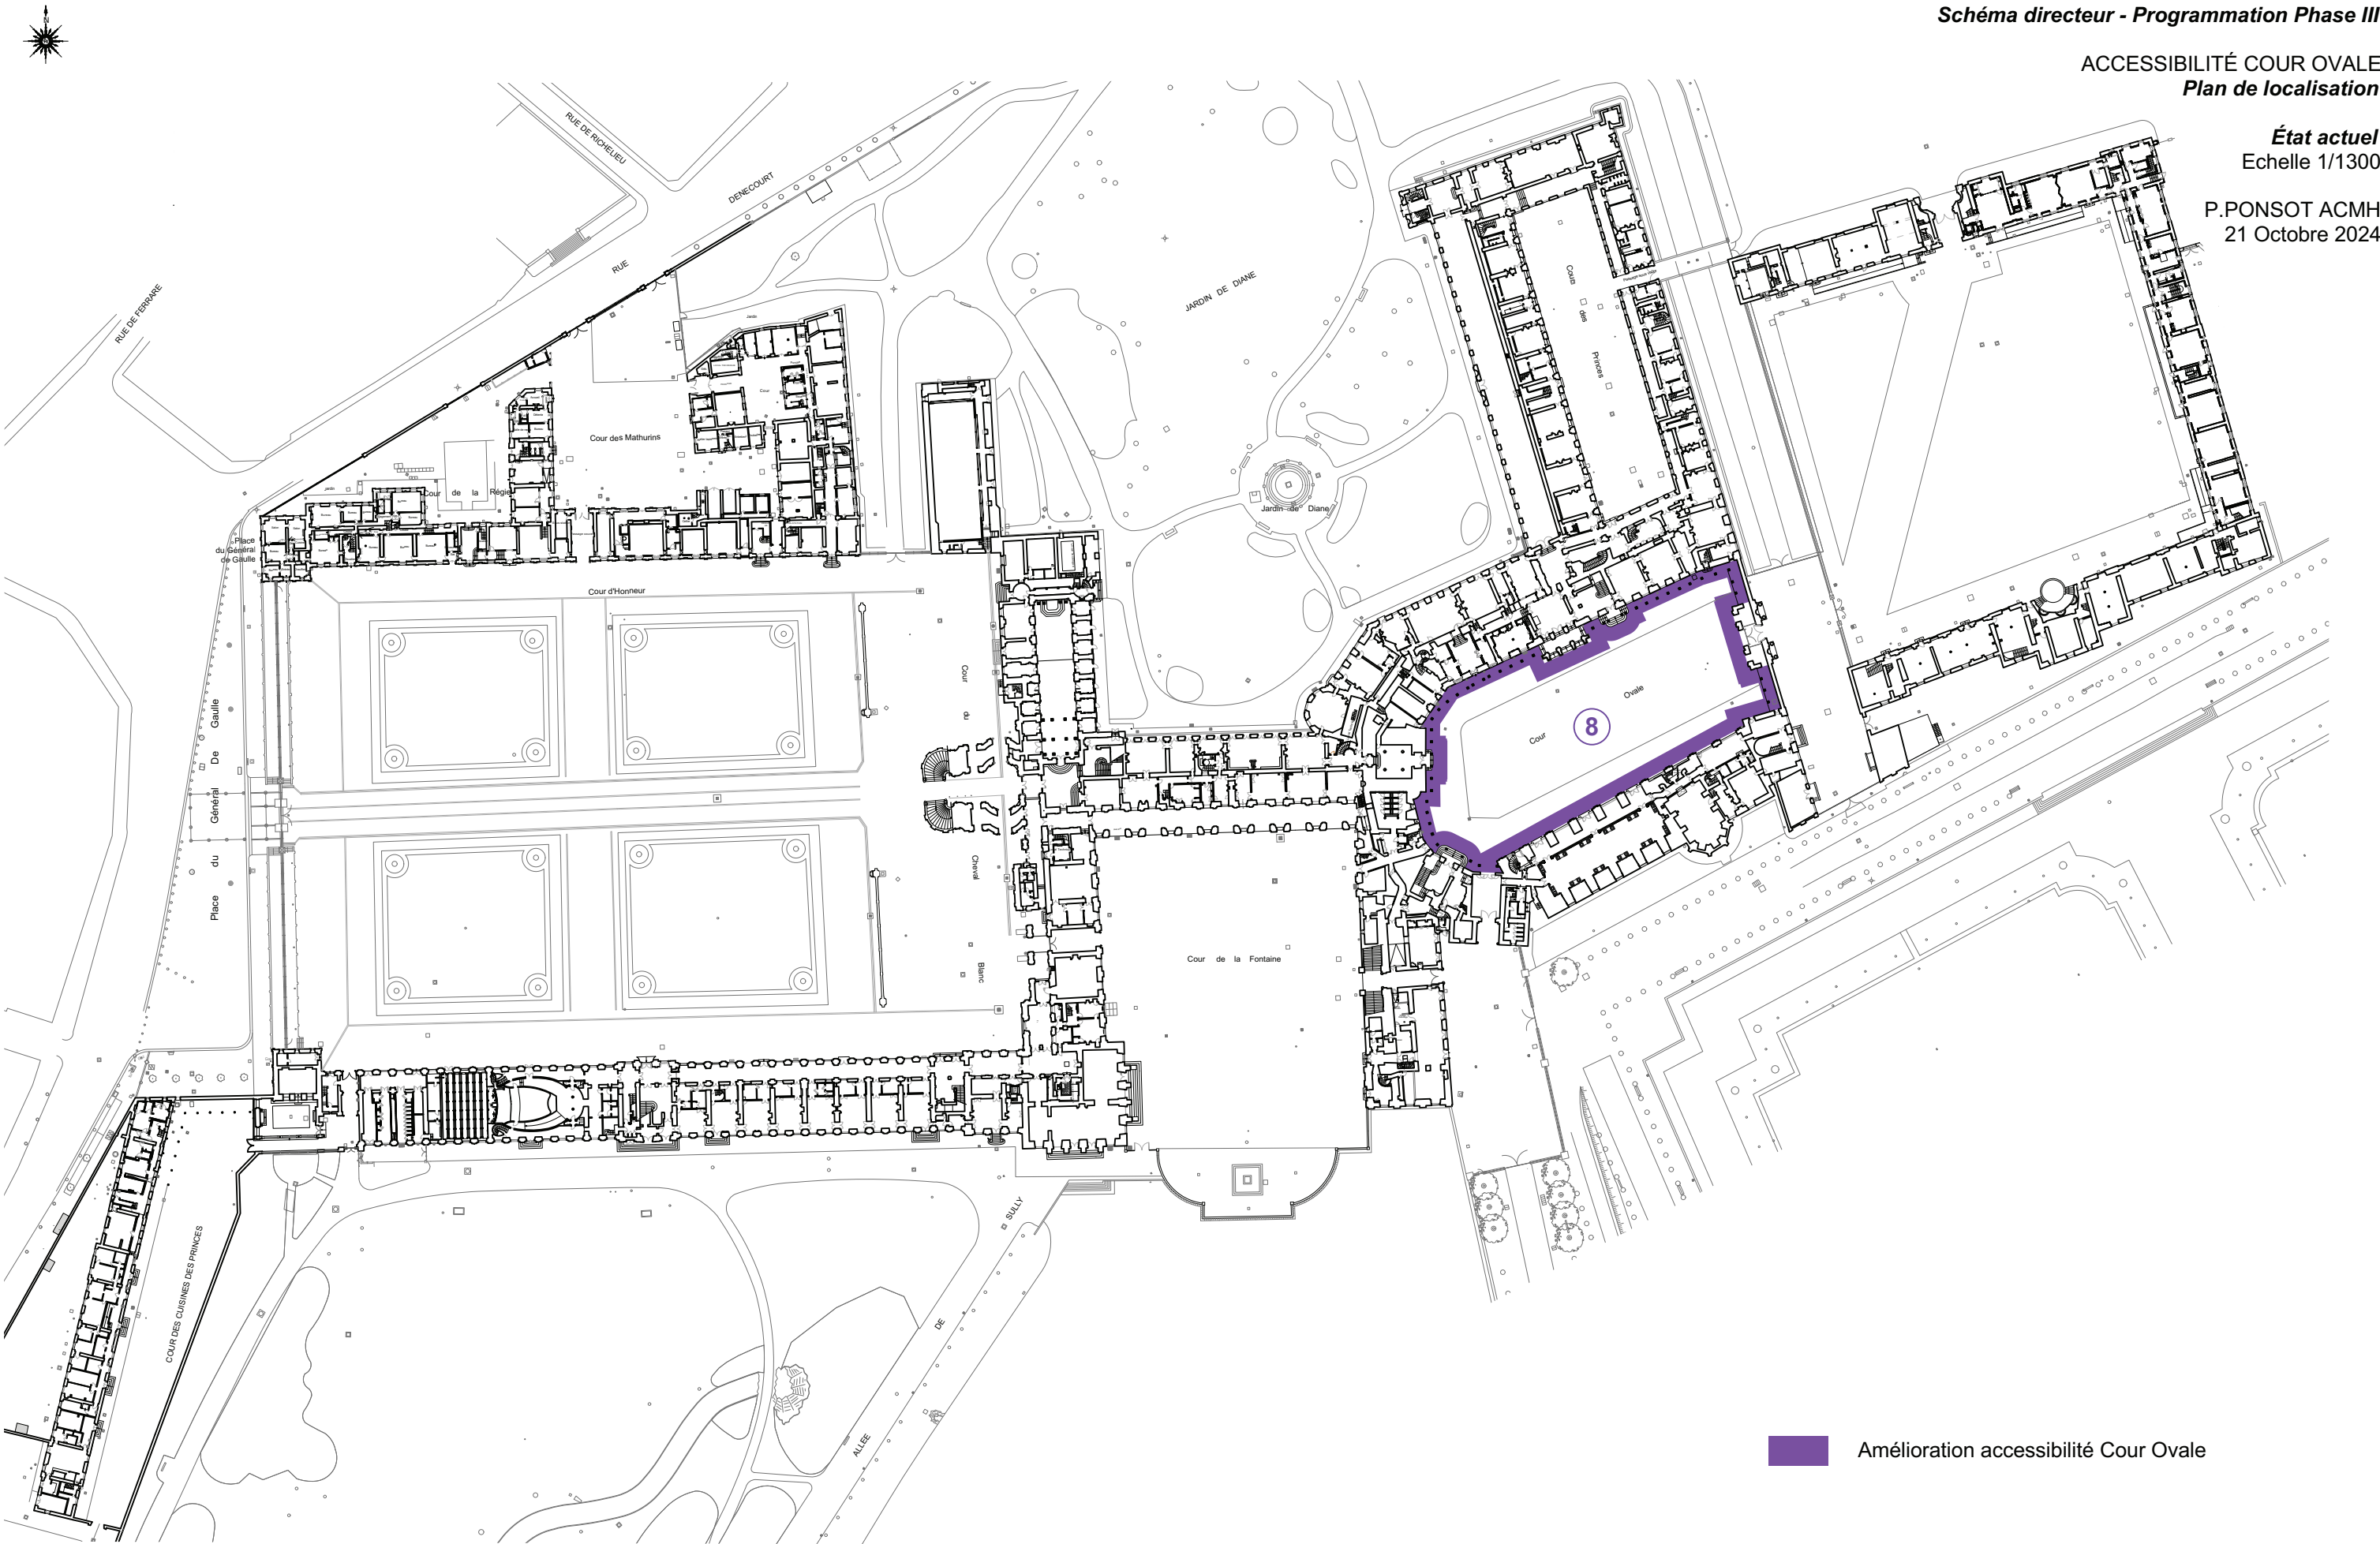 N
Schéma directeur - Programmation Phase III
ACCESSIBILITÉ COUR OVALE
Plan de localisation
État actuel
Echelle 1/1300
P.PONSOT ACMH
21 Octobre 2024
RUE DE RICHELIEU
DENECOURT
RUE
RUE DE FERRARE
JARDIN DE DIANE
Cour des Princes
Jardin
Cour
Cour des Mathurins
Cour de la Régie
Jardin
Jardin de Diane
Place
du Général
de Gaulle
Cour d'Honneur
Cour du Cheval Blanc
Place du Général De Gaulle
Cour Ovale
8
Cour de la Fontaine
COUR DES CUISINES DES PRINCES
ALLEE DE SULLY
Amélioration accessibilité Cour Ovale